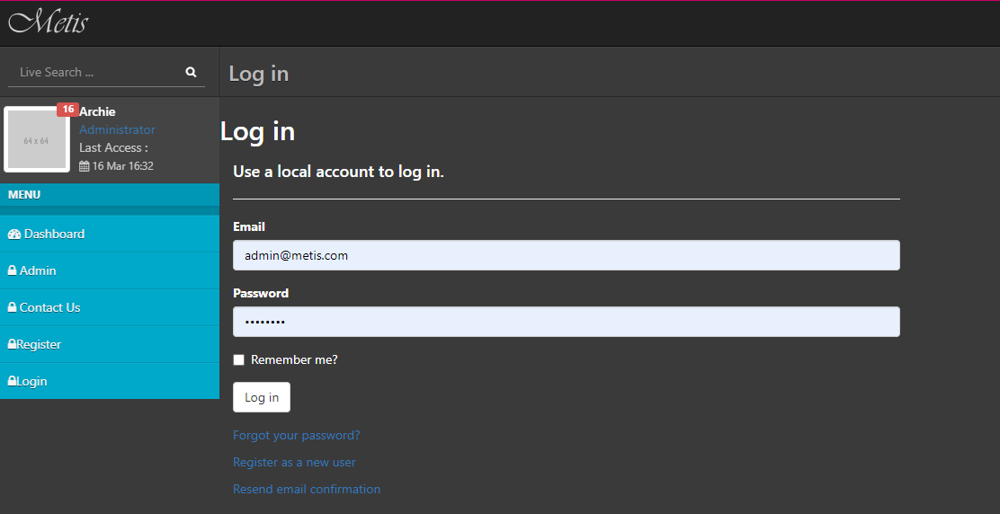 Metis
Live Search ...
Log in
16
Archie
Administrator
Last Access :
16 Mar 16:32
64 x 64
MENU
Dashboard
Admin
Contact Us
Register
Login
Log in
Use a local account to log in.
Email
admin@metis.com
Password
••••••••
Remember me?
Log in
Forgot your password?
Register as a new user
Resend email confirmation